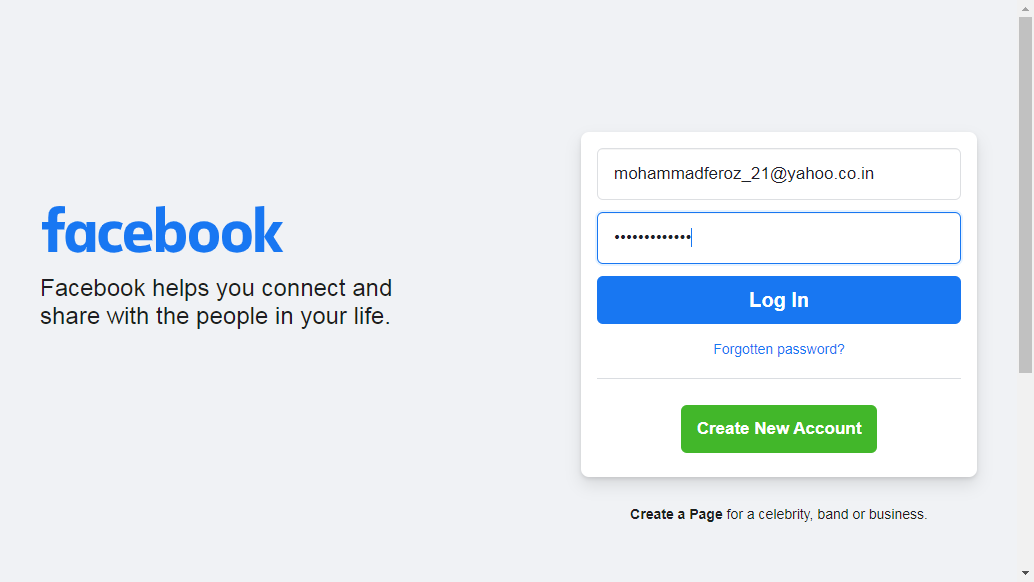 facebook
Facebook helps you connect and
share with the people in your life.
mohammadferoz_21@yahoo.co.in
•••••••••••••
Log In
Forgotten password?
Create New Account
Create a Page for a celebrity, band or business.